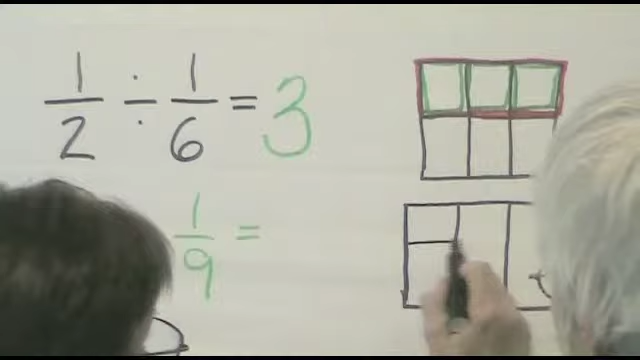 1/2 ÷ 1/6 = 3
1/9 =